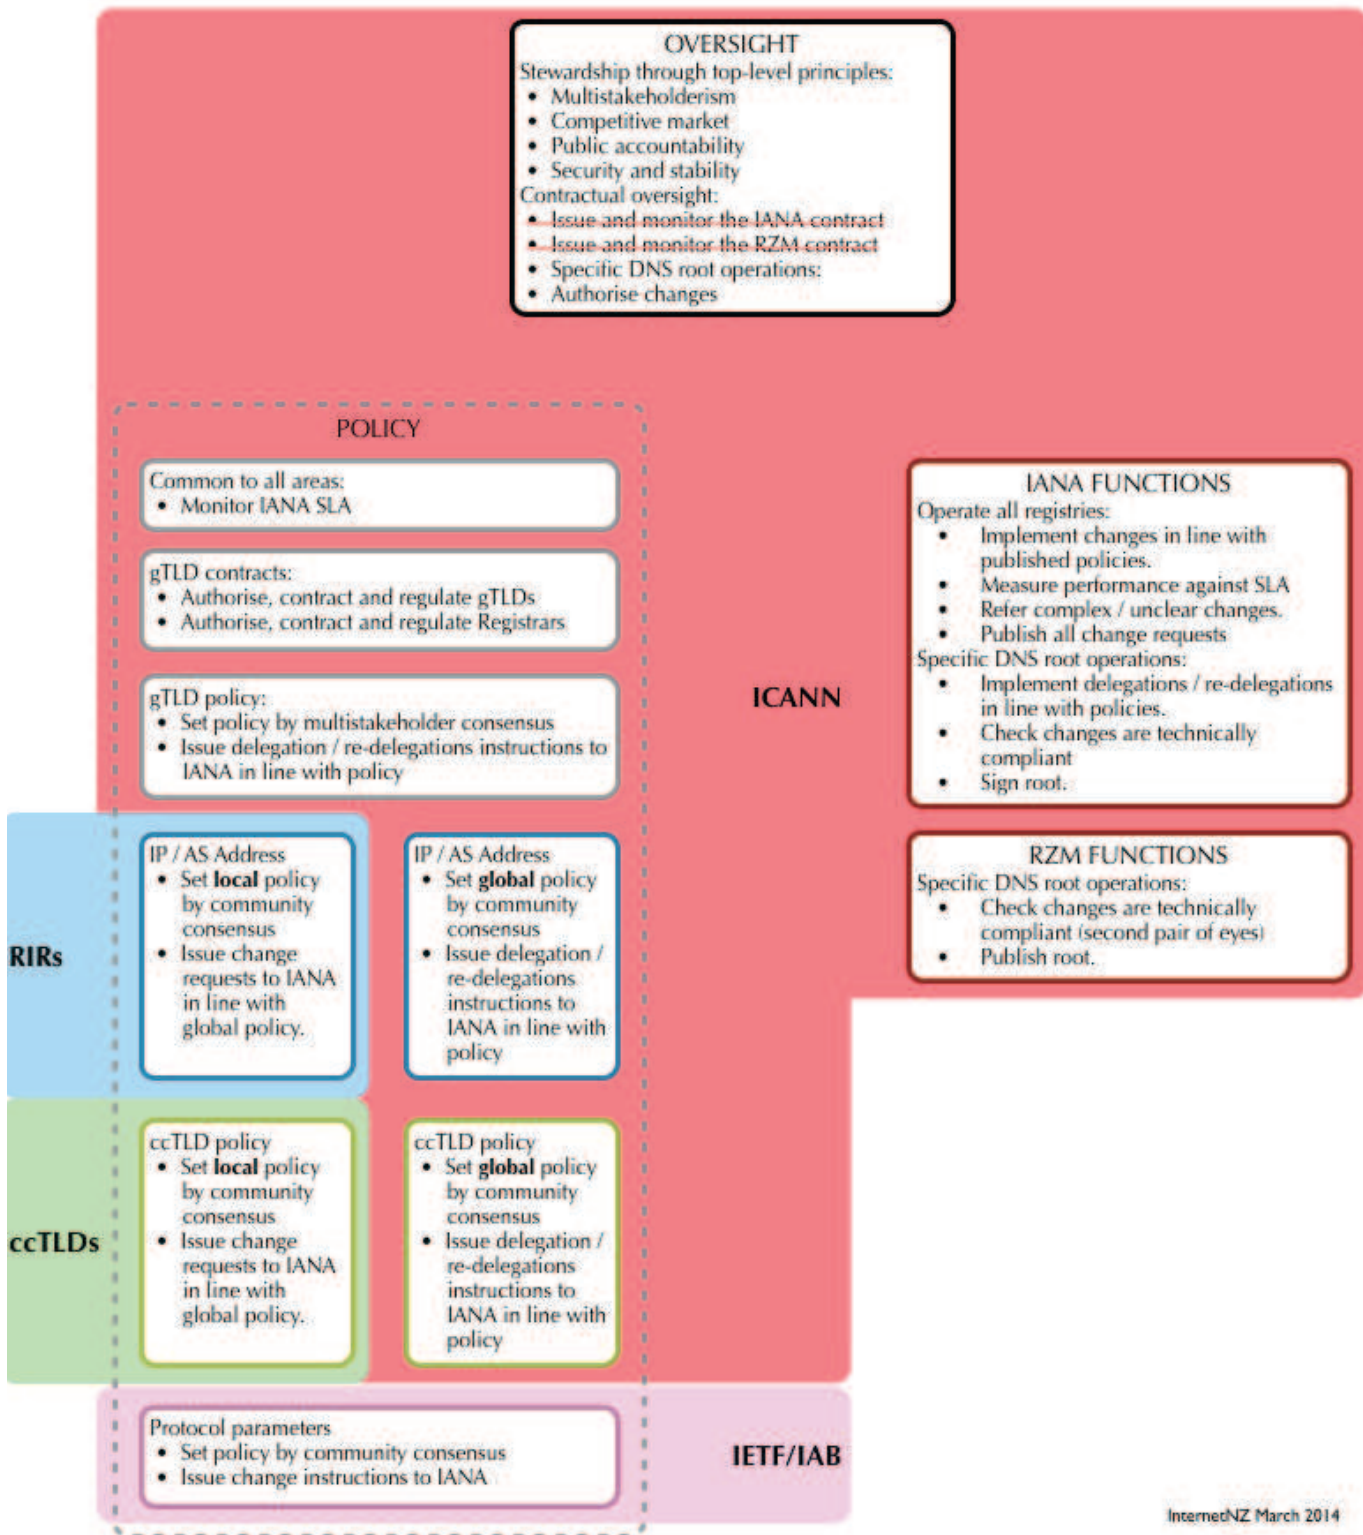 OVERSIGHT
Stewardship through top-level principles:
• Multistakeholderism
• Competitive market
• Public accountability
• Security and stability
Contractual oversight:
• Issue and monitor the IANA contract
• Issue and monitor the RZM contract
• Specific DNS root operations:
• Authorise changes
POLICY
Common to all areas:
• Monitor IANA SLA
gTLD contracts:
• Authorise, contract and regulate gTLDs
• Authorise, contract and regulate Registrars
gTLD policy:
• Set policy by multistakeholder consensus
• Issue delegation / re-delegations instructions to
IANA in line with policy
ICANN
IANA FUNCTIONS
Operate all registries:
• Implement changes in line with
published policies.
• Measure performance against SLA
• Refer complex / unclear changes.
• Publish all change requests
Specific DNS root operations:
• Implement delegations / re-delegations
in line with policies.
• Check changes are technically
compliant
• Sign root.
RZM FUNCTIONS
Specific DNS root operations:
• Check changes are technically
compliant (second pair of eyes)
• Publish root.
RIRs
IP / AS Address
• Set local policy
by community
consensus
• Issue change
requests to IANA
in line with
global policy.
IP / AS Address
• Set global policy
by community
consensus
• Issue delegation /
re-delegations
instructions to
IANA in line with
policy
ccTLDs
ccTLD policy
• Set local policy
by community
consensus
• Issue change
requests to IANA
in line with
global policy.
ccTLD policy
• Set global policy
by community
consensus
• Issue delegation /
re-delegations
instructions to
IANA in line with
policy
Protocol parameters
• Set policy by community consensus
• Issue change instructions to IANA
IETF/IAB
InternetNZ March 2014